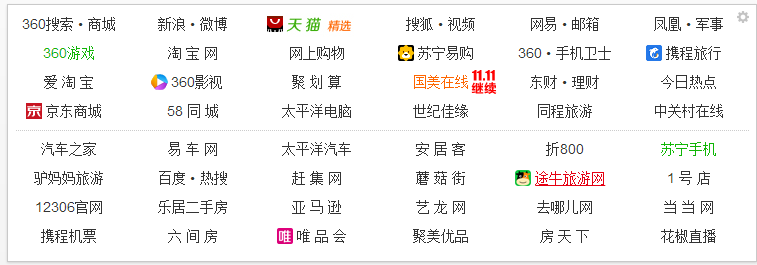 360搜索·商城 新浪·微博 天猫 精选 搜狐·视频 网易·邮箱 凤凰·军事
360游戏 淘宝网 网上购物 苏宁易购 360·手机卫士 携程旅行
爱淘宝 360影视 聚划算 国美在线 11.11 继续 东财·理财 今日热点
京 京东商城 58同城 太平洋电脑 世纪佳缘 同程旅游 中关村在线
汽车之家 易车网 太平洋汽车 安居客 折800 苏宁手机
驴妈妈旅游 百度·热搜 赶集网 蘑菇街 途牛旅游网 1号店
12306官网 乐居二手房 亚马逊 艺龙网 去哪儿网 当当网
携程机票 六间房 唯 唯品会 聚美优品 房天下 花椒直播